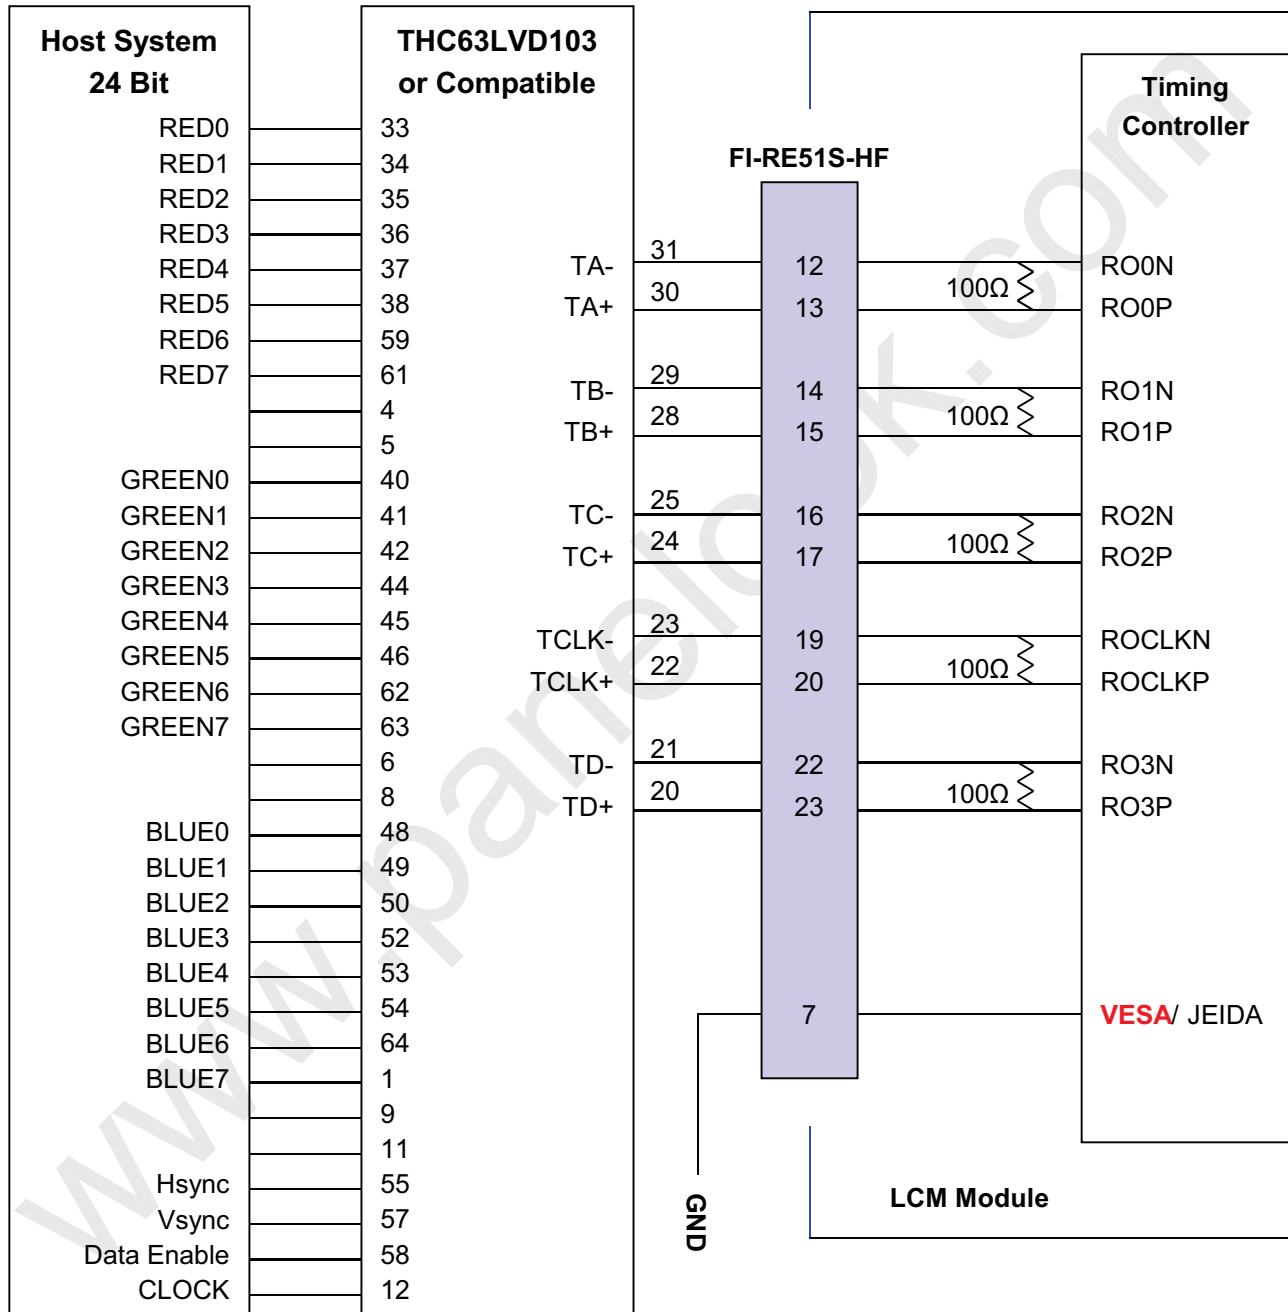 Host System
24 Bit
RED0
RED1
RED2
RED3
RED4
RED5
RED6
RED7
GREEN0
GREEN1
GREEN2
GREEN3
GREEN4
GREEN5
GREEN6
GREEN7
BLUE0
BLUE1
BLUE2
BLUE3
BLUE4
BLUE5
BLUE6
BLUE7
Hsync
Vsync
Data Enable
CLOCK
THC63LVD103
or Compatible
33
34
35
36
37
38
59
61
4
5
40
41
42
44
45
46
62
63
6
8
48
49
50
52
53
54
64
1
9
11
55
57
58
12
TA-
TA+
TB-
TB+
TC-
TC+
TCLK-
TCLK+
TD-
TD+
31
30
29
28
25
24
23
22
21
20
FI-RE51S-HF
12
13
14
15
16
17
19
20
22
23
7
GND
100Ω
100Ω
100Ω
100Ω
100Ω
Timing
Controller
RO0N
RO0P
RO1N
RO1P
RO2N
RO2P
ROCLKN
ROCLKP
RO3N
RO3P
VESA/ JEIDA
LCM Module
www.panelook.com